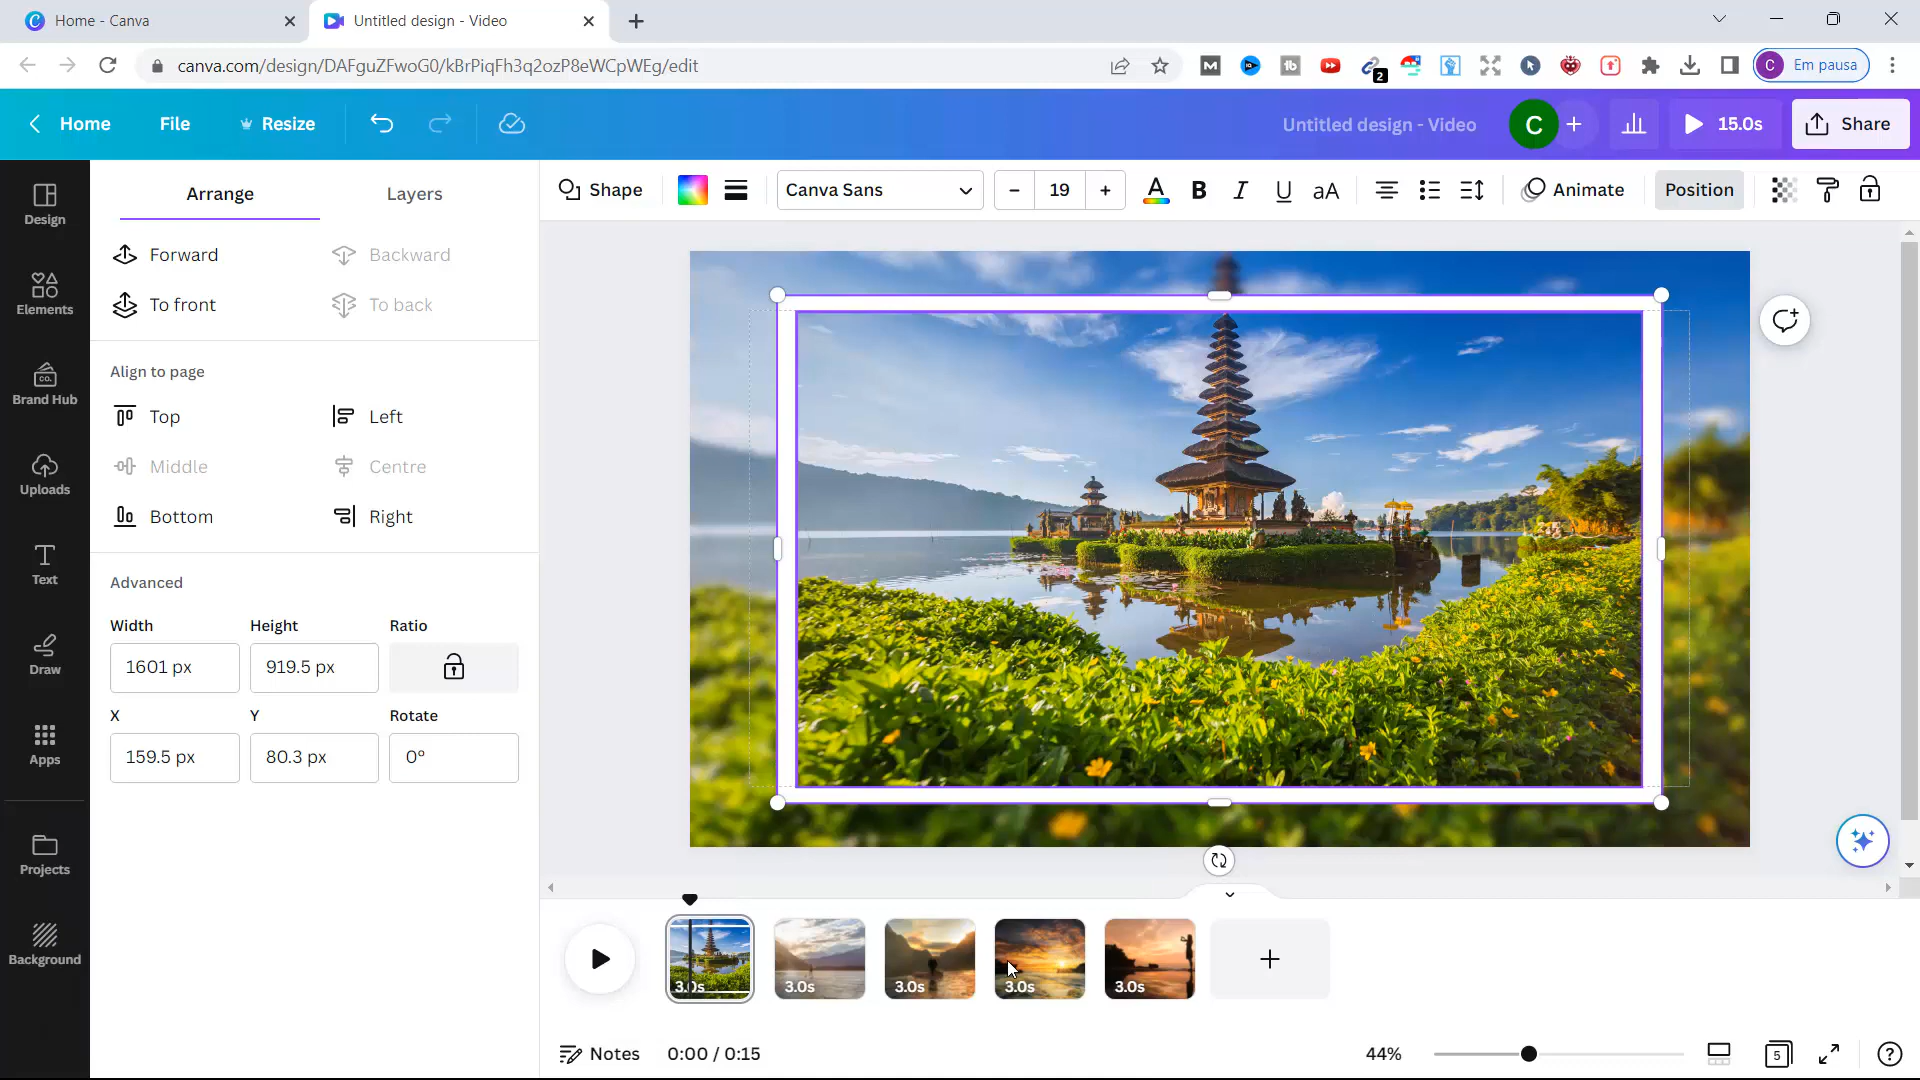 Home - Canva
Untitled design - Video
canva.com/design/DAFguZFwoG0/kBrPiqFh3q2ozP8eWCpWEg/edit
2
C
Em pausa
Home
File
Resize
Untitled design - Video
C
15.0s
Share
Design
Elements
Brand Hub
Uploads
Text
Draw
Apps
Projects
Background
Arrange
Layers
Forward
Backward
To front
To back
Align to page
Top
Left
Middle
Centre
Bottom
Right
Advanced
Width
Height
Ratio
1601 px
919.5 px
X
Y
Rotate
159.5 px
80.3 px
0°
Shape
Canva Sans
- 19 +
A
B
I
U
aA
Animate
Position
3.0s
3.0s
3.0s
3.0s
3.0s
Notes
0:00 / 0:15
44%
5
?